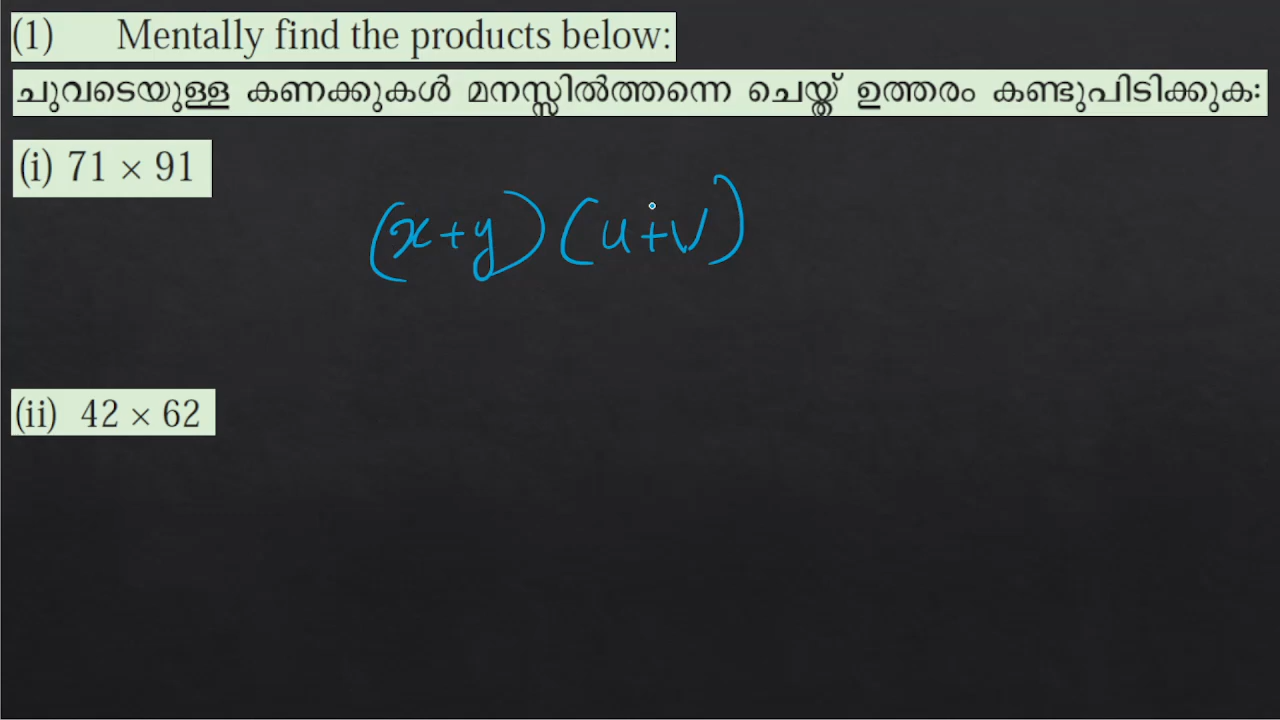 (1) Mentally find the products below:
ചുവടെയുള്ള കണക്കുകൾ മനസ്സിൽത്തന്നെ ചെയ്ത് ഉത്തരം കണ്ടുപിടിക്കുക:
(i) 71 × 91
(x+y)(u+v)
(ii) 42 × 62